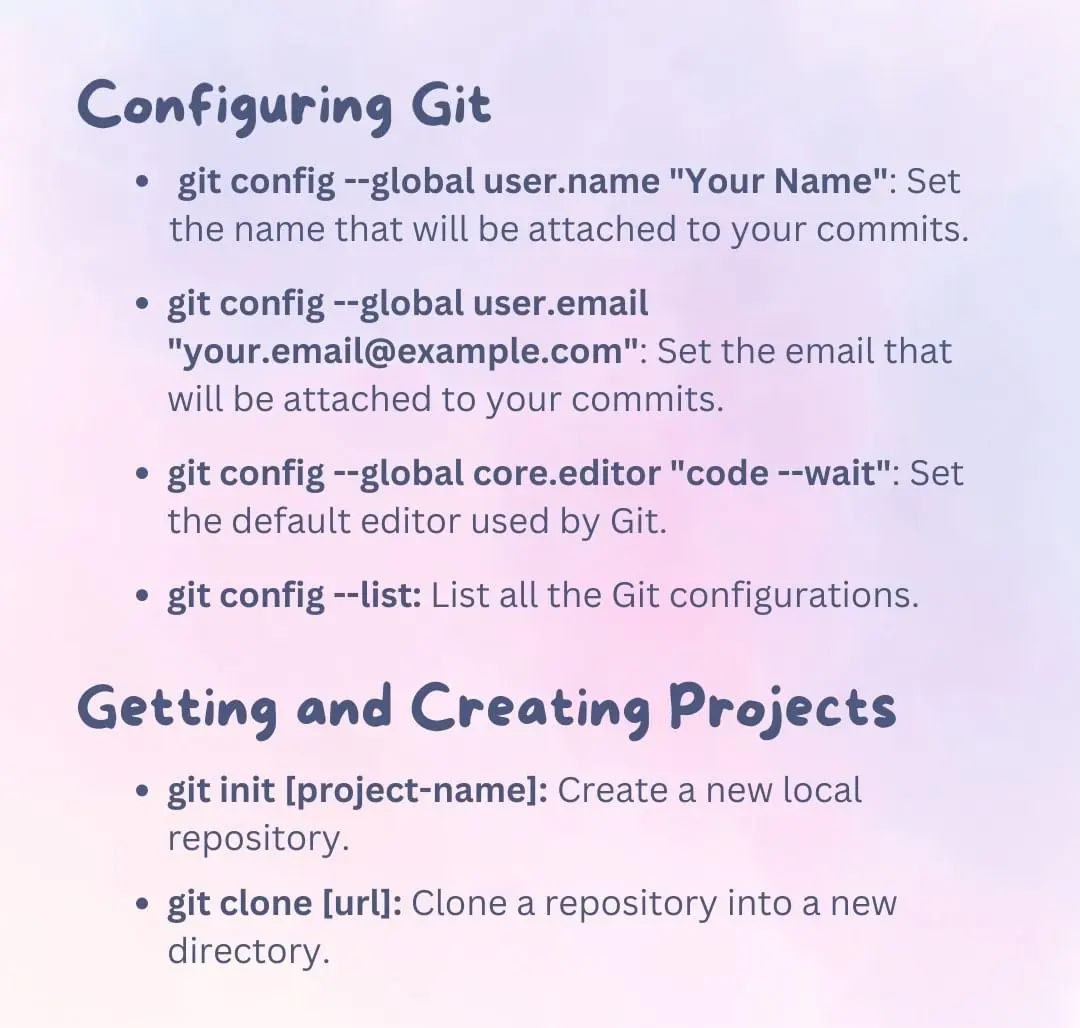 Configuring Git
• git config --global user.name "Your Name": Set
the name that will be attached to your commits.
• git config --global user.email
"your.email@example.com": Set the email that
will be attached to your commits.
• git config --global core.editor "code --wait": Set
the default editor used by Git.
• git config --list: List all the Git configurations.
Getting and Creating Projects
• git init [project-name]: Create a new local
repository.
• git clone [url]: Clone a repository into a new
directory.